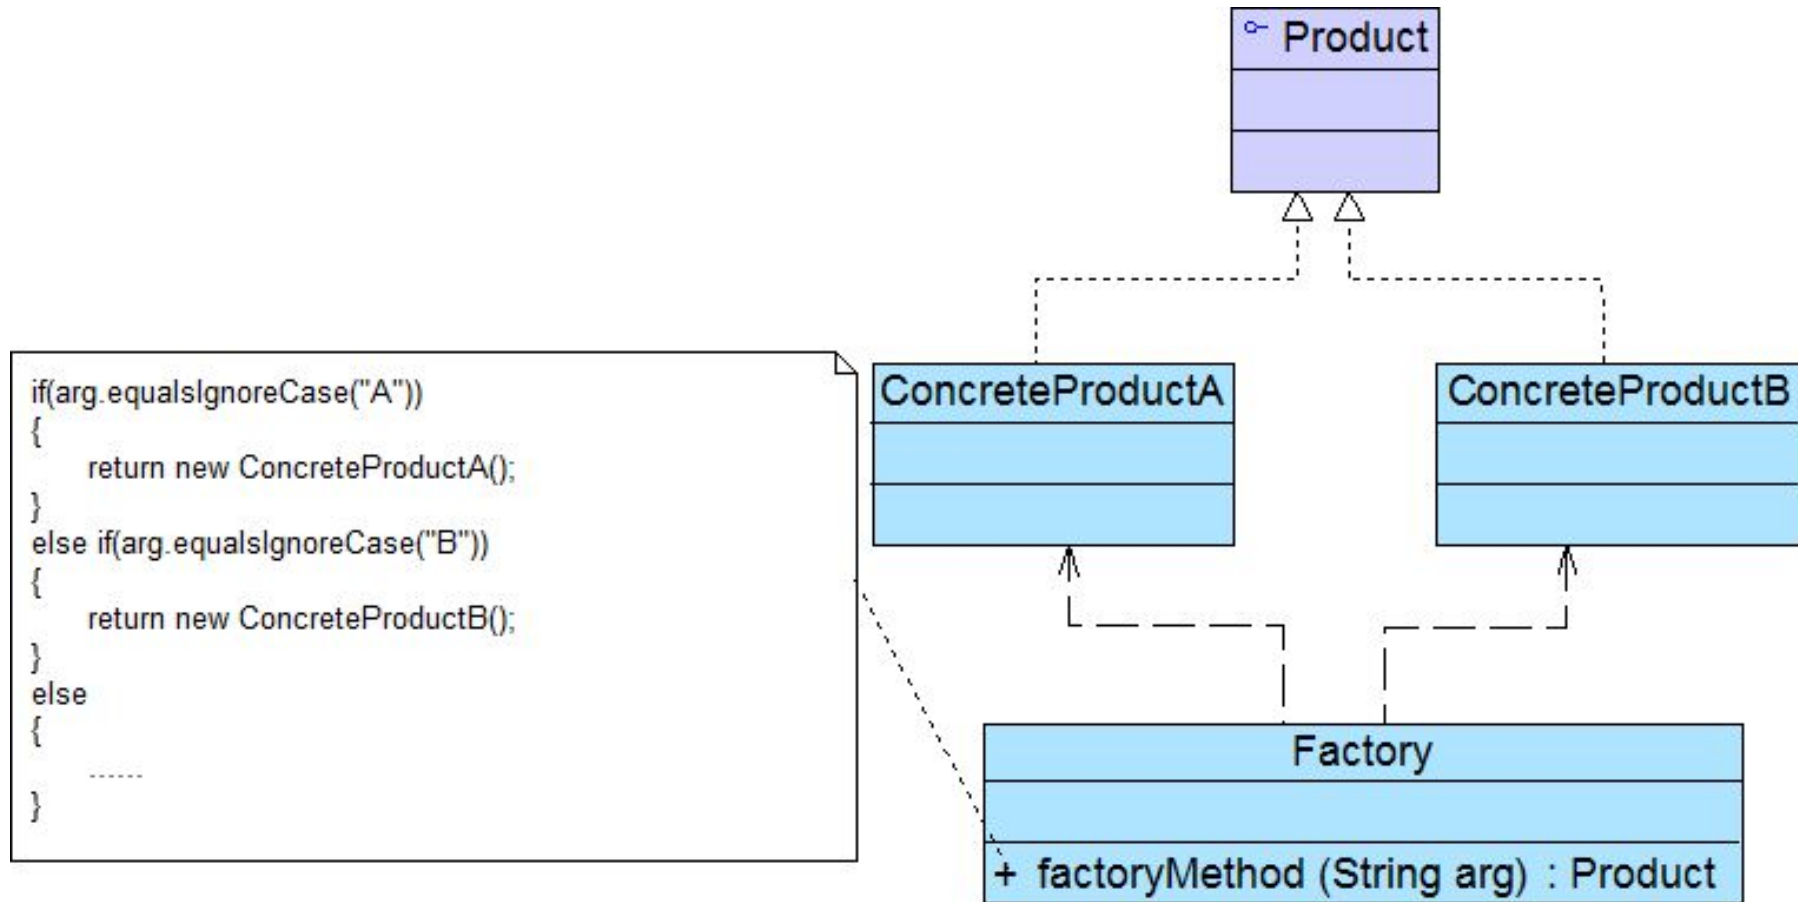 Product
if(arg.equalsIgnoreCase("A"))
{
return new ConcreteProductA();
}
else if(arg.equalsIgnoreCase("B"))
{
return new ConcreteProductB();
}
else
{
......
}
ConcreteProductA
ConcreteProductB
Factory
+ factoryMethod (String arg) : Product